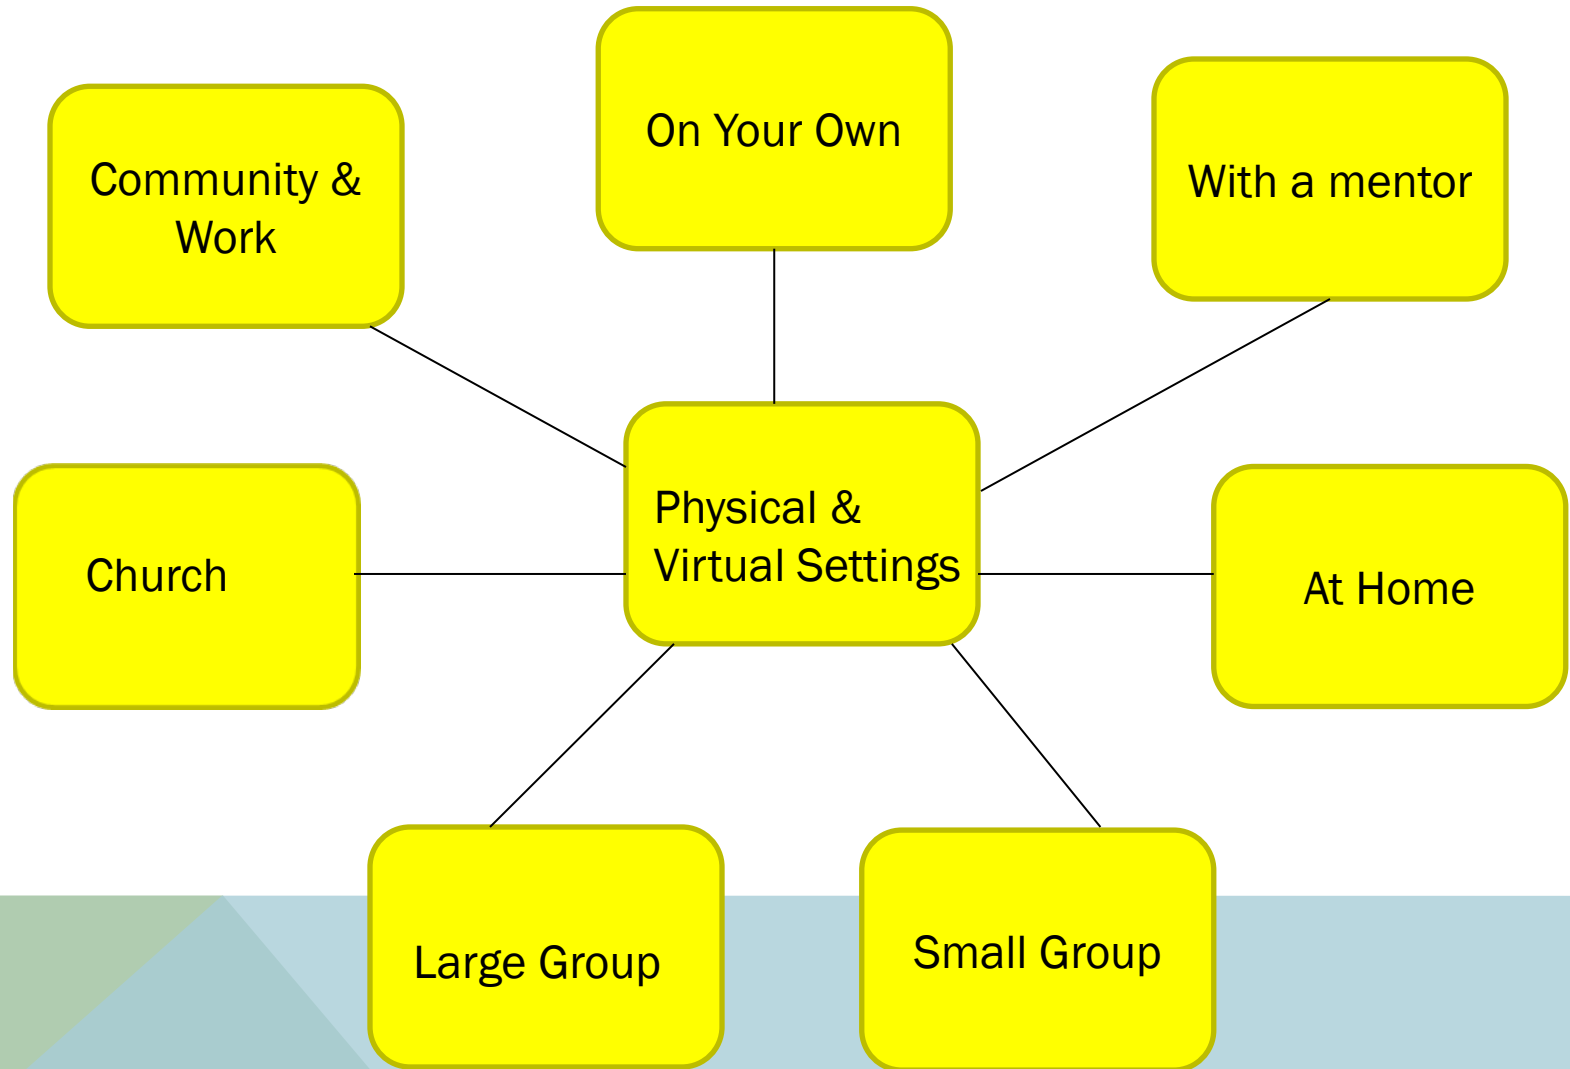 On Your Own
Community &
Work
With a mentor
Physical &
Virtual Settings
Church
At Home
Large Group
Small Group